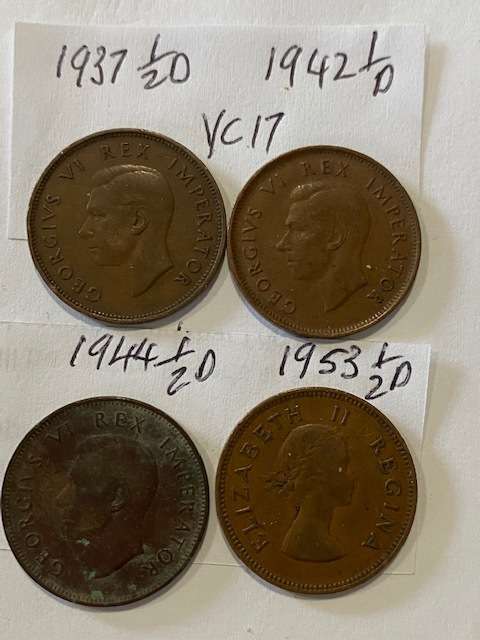 1937 1/2D 1942 1/D
VC17
GEORGIVS VI REX IMPERATOR
GEORGIVS VI REX IMPERATOR
1944 1/2D 1953 1/2D
GEORGIVS VI REX IMPERATOR
ELIZABETH II REGINA